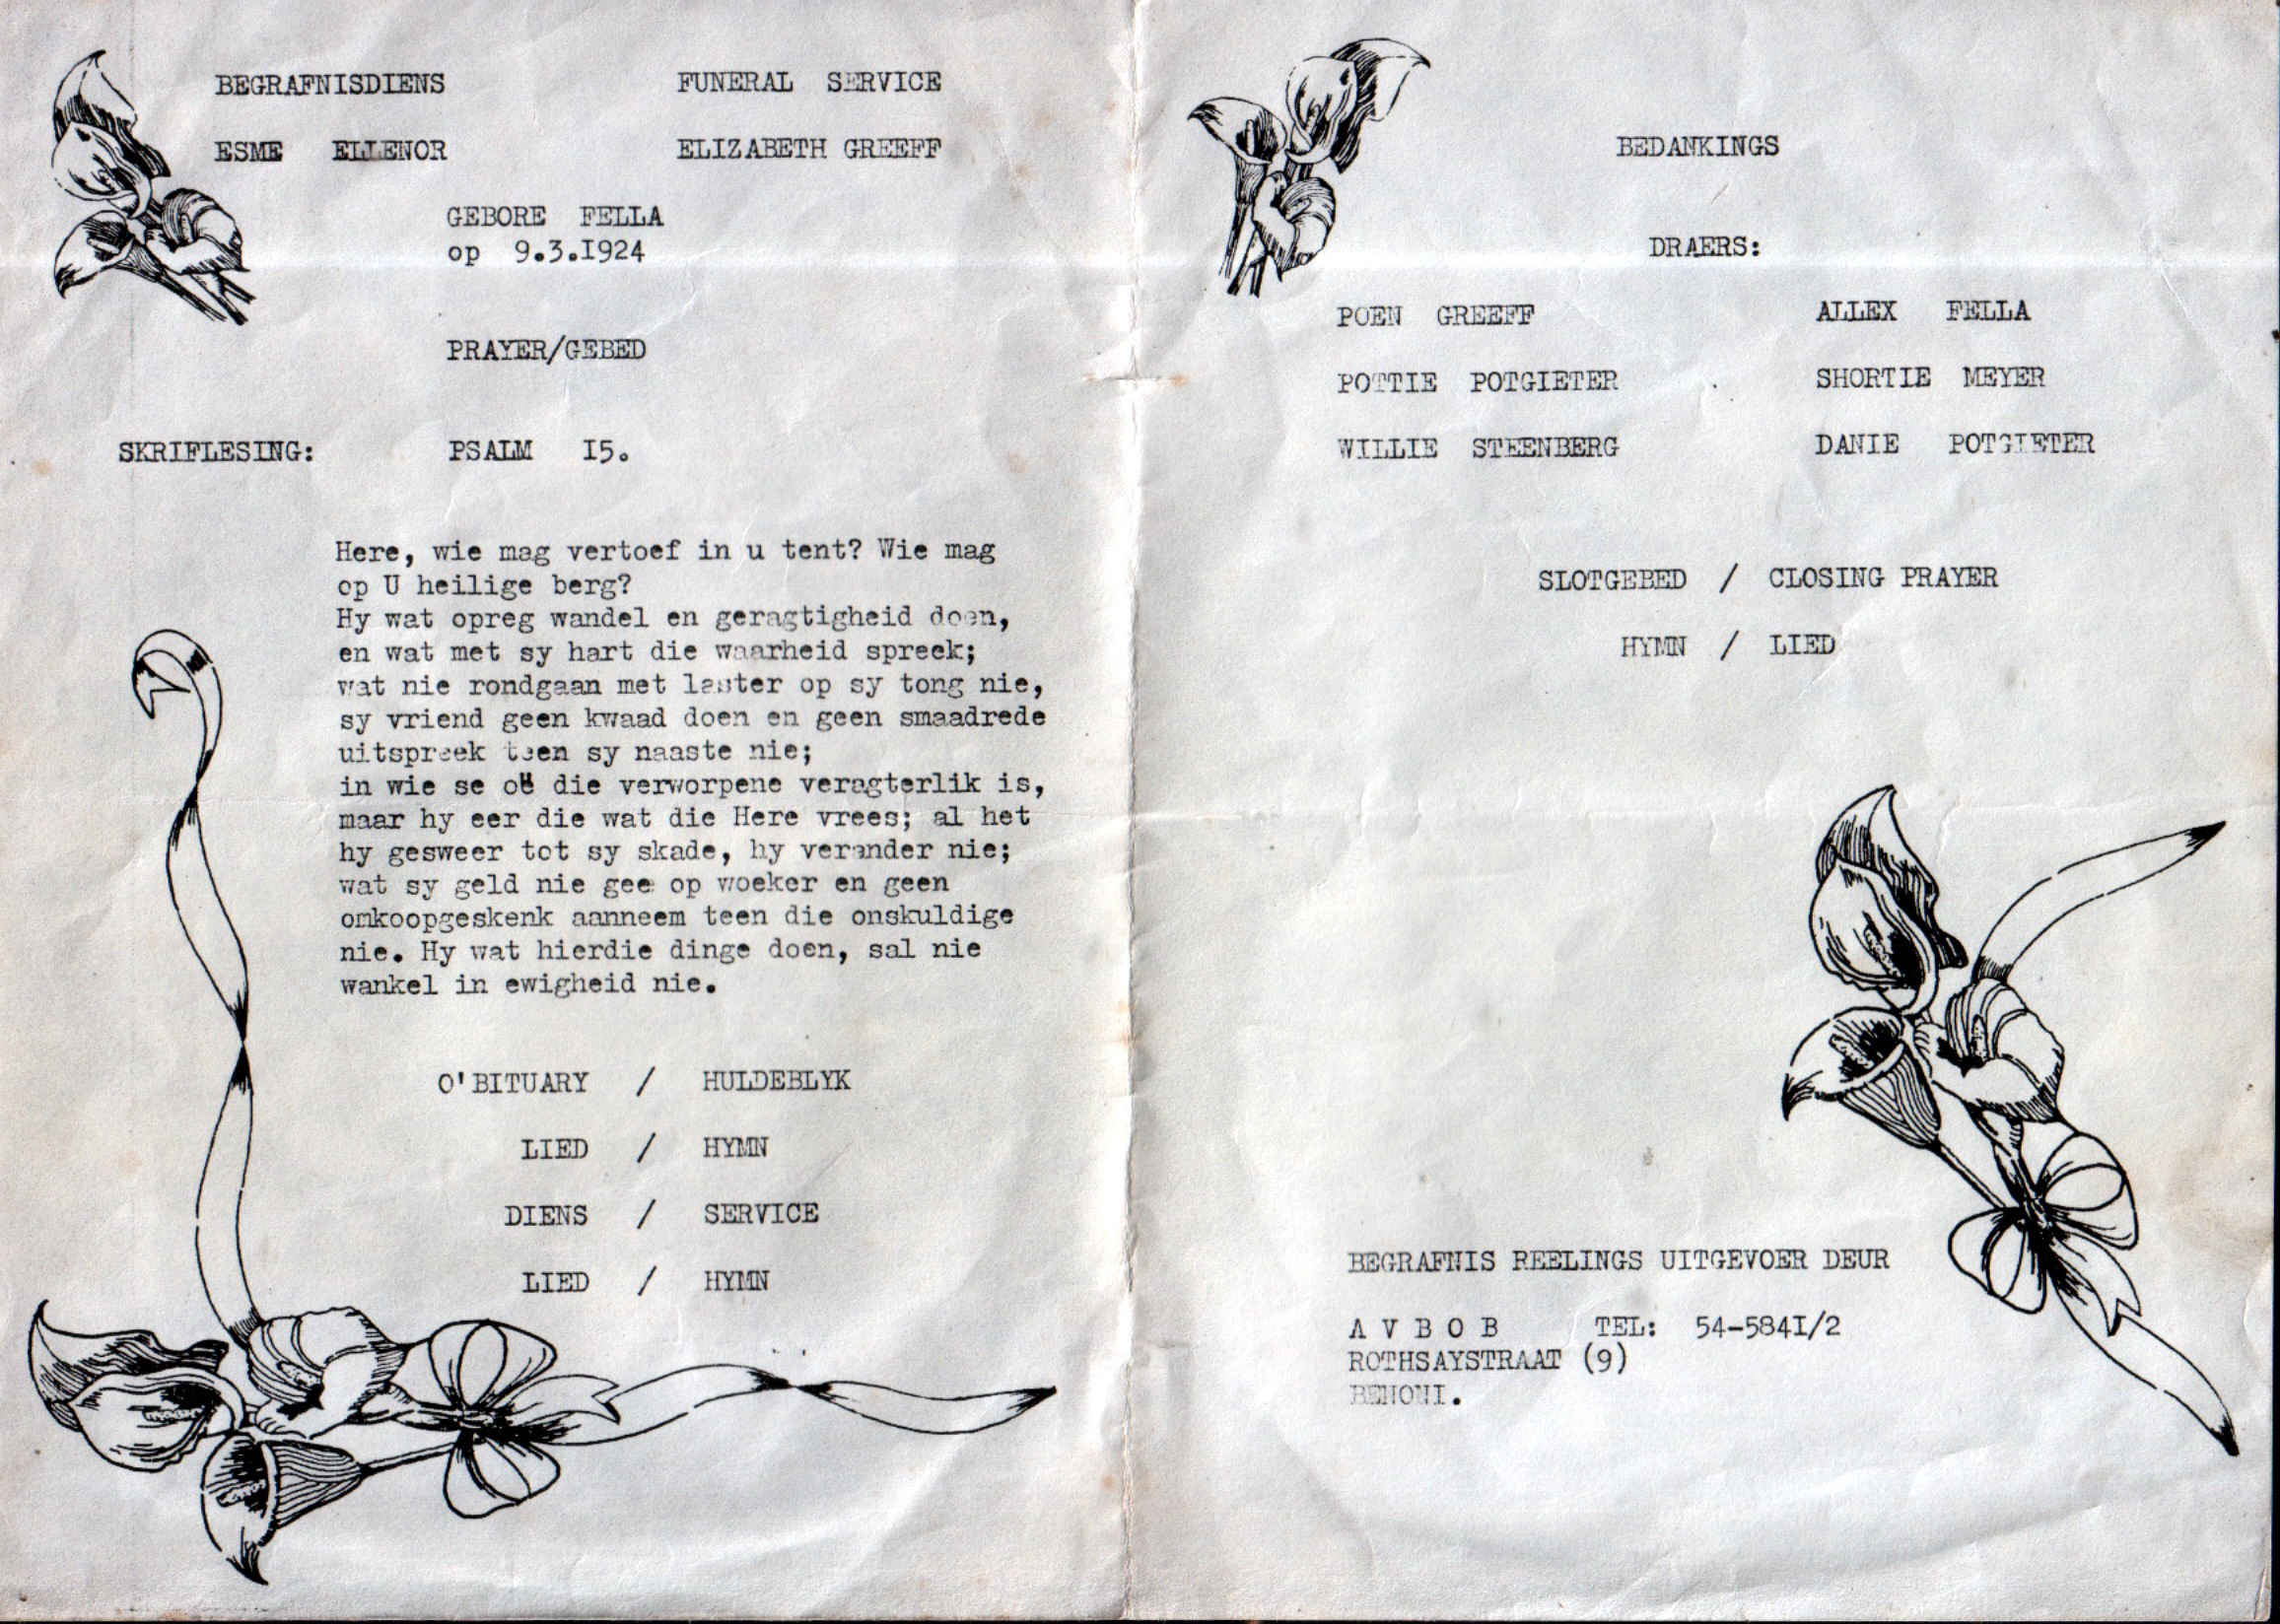 BEGRAFNISDIENS FUNERAL SERVICE
ESME ELLENOR ELIZABETH GREEFF
GEBORE FELLA
op 9.3.I924
PRAYER/GEBED
SKRIFLESING: PSALM I5.
Here, wie mag vertoef in u tent? Wie mag
op U heilige berg?
Hy wat opreg wandel en geragtigheid doen,
en wat met sy hart die waarheid spreek;
wat nie rondgaan met laster op sy tong nie,
sy vriend geen kwaad doen en geen smaadrede
uitspreek teen sy naaste nie;
in wie se oë die verworpene veragterlik is,
maar hy eer die wat die Here vrees; al het
hy gesweer tot sy skade, hy verander nie;
wat sy geld nie gee op woeker en geen
omkoopgeskenk aanneem teen die onskuldige
nie. Hy wat hierdie dinge doen, sal nie
wankel in ewigheid nie.
O'BITUARY / HULDEBLYK
LIED / HYMN
DIENS / SERVICE
LIED / HYMN
BEDANKINGS
DRAERS:
POEN GREEFF ALLEX FELLA
POTTIE POTGIETER SHORTIE MEYER
WILLIE STEENBERG DANIE POTGIETER
SLOTGEBED / CLOSING PRAYER
HYMN / LIED
BEGRAFNIS REELINGS UITGEVOER DEUR
A V B O B TEL: 54-584I/2
ROTHSAYSTRAAT (9)
BENONI.